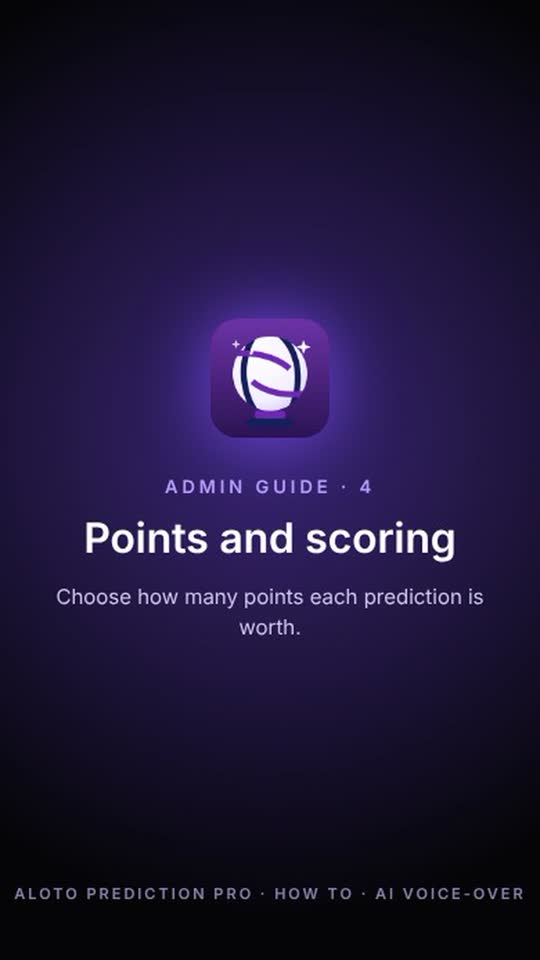 ADMIN GUIDE · 4
Points and scoring
Choose how many points each prediction is
worth.
ALOTO PREDICTION PRO · HOW TO · AI VOICE-OVER